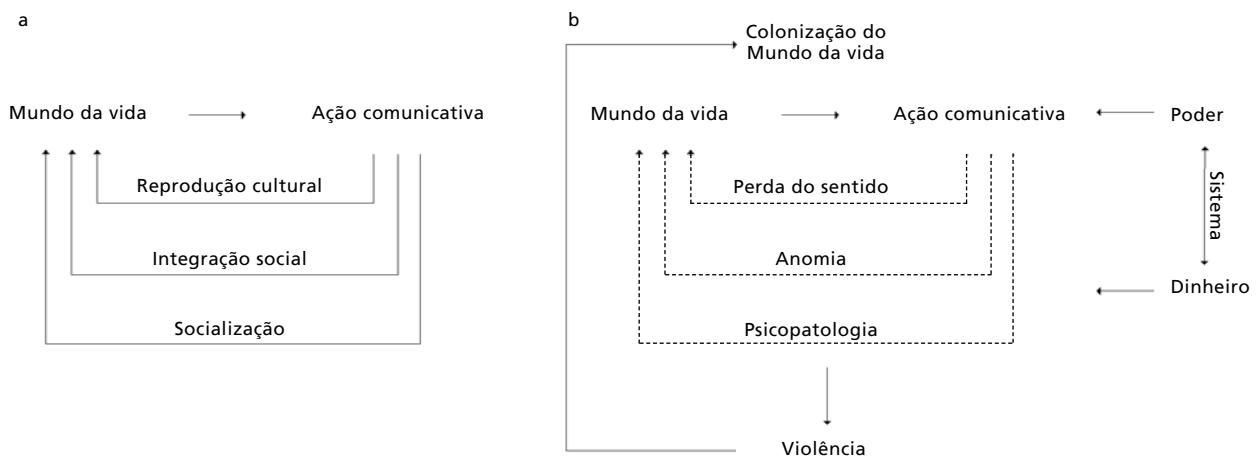 a
Mundo da vida
Ação comunicativa
Reprodução cultural
Integração social
Socialização
b
Colonização do
Mundo da vida
Mundo da vida
Ação comunicativa
Poder
Perda do sentido
Sistema
Anomia
Dinheiro
Psicopatologia
Violência